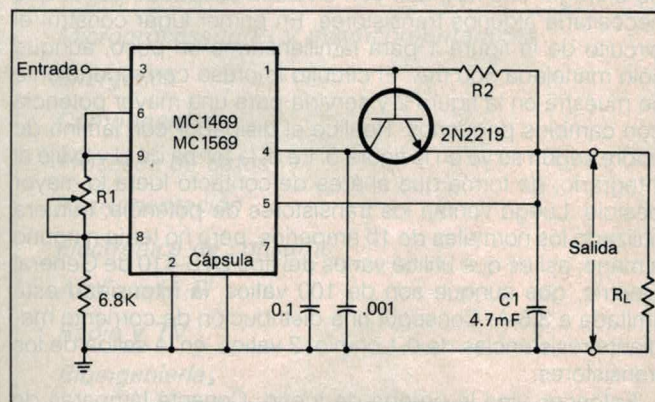 Entrada
3
1
R2
6
MC1469
MC1569
2N2219
9
4
R1
5
8
7
Salida
2 Cápsula
R_L
6.8K
0.1
.001
C1
4.7mF